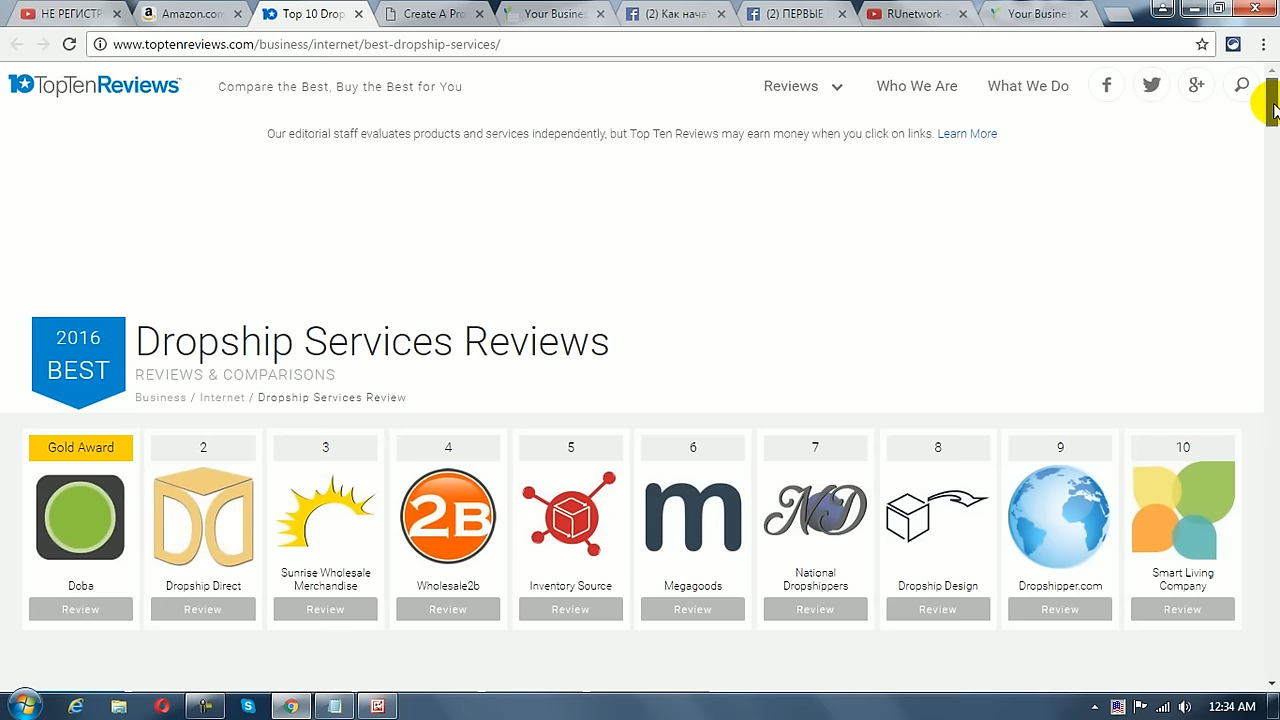 НЕ РЕГИСТР
Amazon.com
Top 10 Drop
Create A Pro
Your Busine
(2) Как нача
(2) ПЕРВЫЕ
RUnetwork -
Your Busine
www.toptenreviews.com/business/internet/best-dropship-services/
10TopTenReviews™
Compare the Best, Buy the Best for You
Reviews
Who We Are
What We Do
Our editorial staff evaluates products and services independently, but Top Ten Reviews may earn money when you click on links. Learn More
2016
BEST
Dropship Services Reviews
REVIEWS & COMPARISONS
Business / Internet / Dropship Services Review
Gold Award
2
3
4
5
6
7
8
9
10
2B
m
ND
Doba
Dropship Direct
Sunrise Wholesale
Merchandise
Wholesale2b
Inventory Source
Megagoods
National
Dropshippers
Dropship Design
Dropshipper.com
Smart Living
Company
Review
Review
Review
Review
Review
Review
Review
Review
Review
Review
12:34 AM